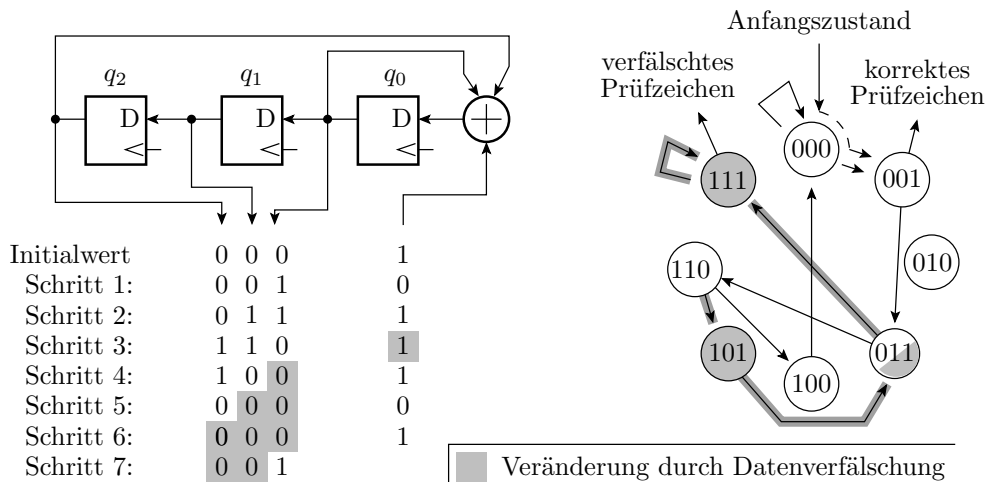 Anfangszustand
verfälschtes
Prüfzeichen
korrektes
Prüfzeichen
q2 q1 q0
D D D
000
001
111
110
010
101
011
100
Initialwert 0 0 0 1
Schritt 1: 0 0 1 0
Schritt 2: 0 1 1 1
Schritt 3: 1 1 0 1
Schritt 4: 1 0 0 1
Schritt 5: 0 0 0 0
Schritt 6: 0 0 0 1
Schritt 7: 0 0 1
Veränderung durch Datenverfälschung